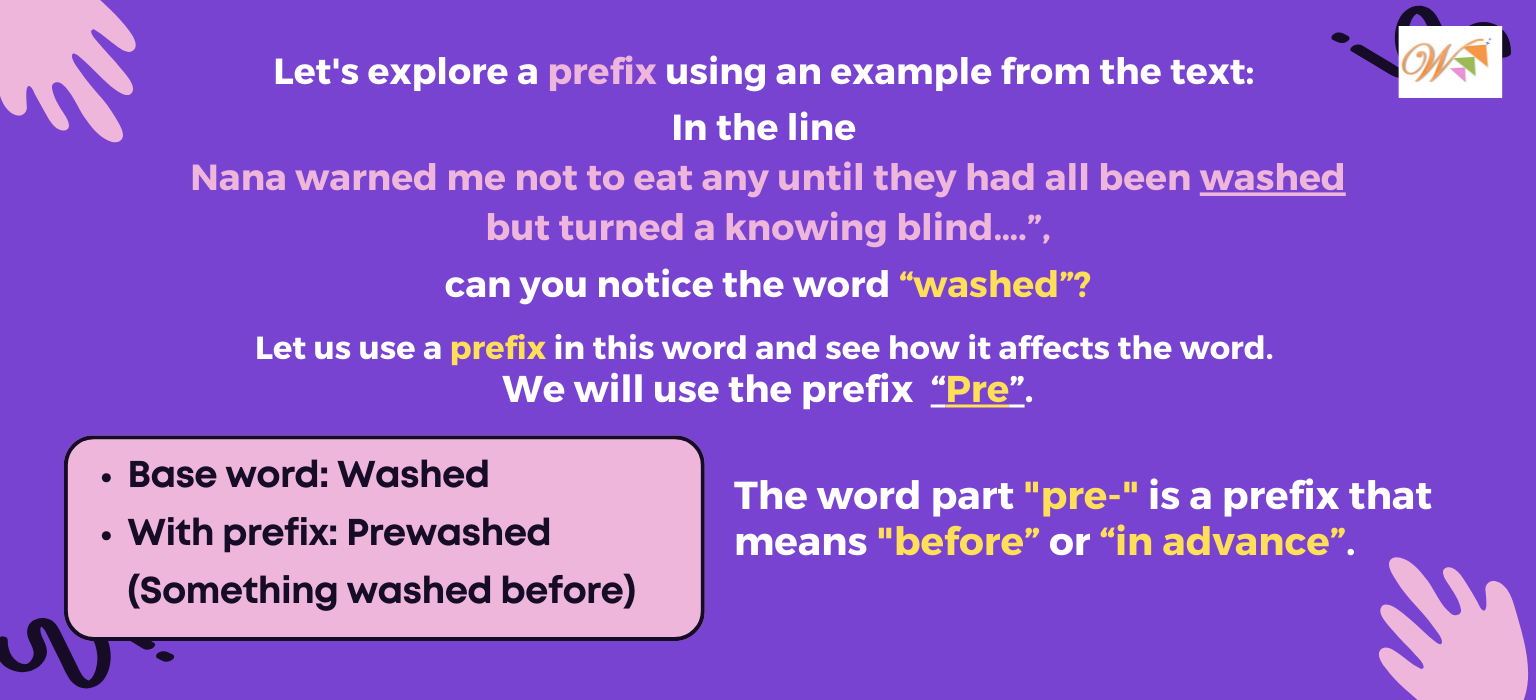 Let's explore a prefix using an example from the text:
In the line
Nana warned me not to eat any until they had all been washed
but turned a knowing blind....”,
can you notice the word “washed”?
Let us use a prefix in this word and see how it affects the word.
We will use the prefix “Pre”.
• Base word: Washed
• With prefix: Prewashed
(Something washed before)
The word part "pre-" is a prefix that
means "before” or “in advance”.
W